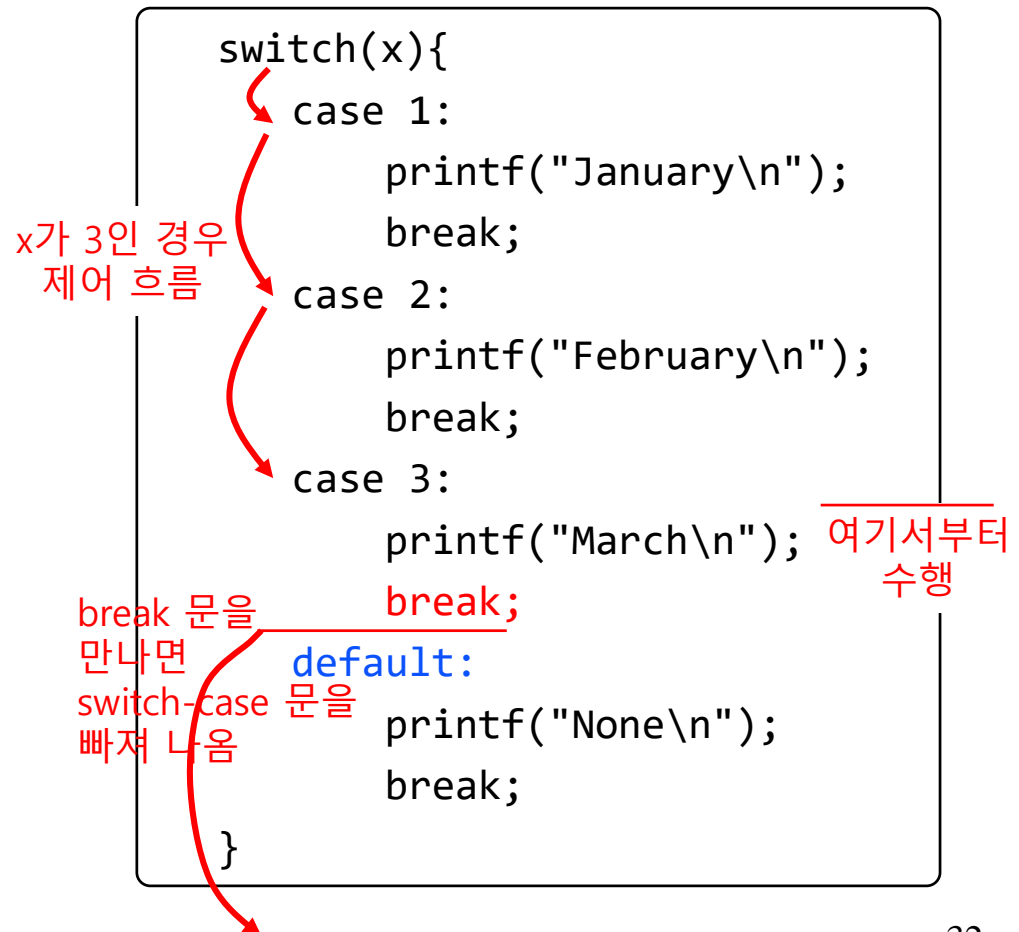 switch(x){
case 1:
printf("January\n");
break;
x가 3인 경우
제어 흐름
case 2:
printf("February\n");
break;
case 3:
printf("March\n");
여기서부터
수행
break;
break 문을
만나면
switch-case 문을
빠져 나옴
default:
printf("None\n");
break;
}